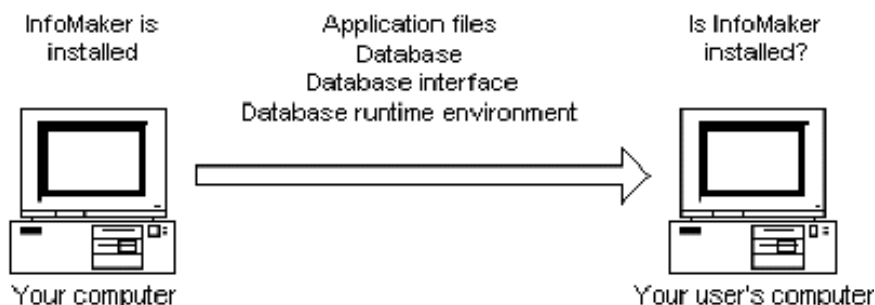 InfoMaker is
installed
Application files
Database
Database interface
Database runtime environment
Is InfoMaker
installed?
Your computer
Your user's computer